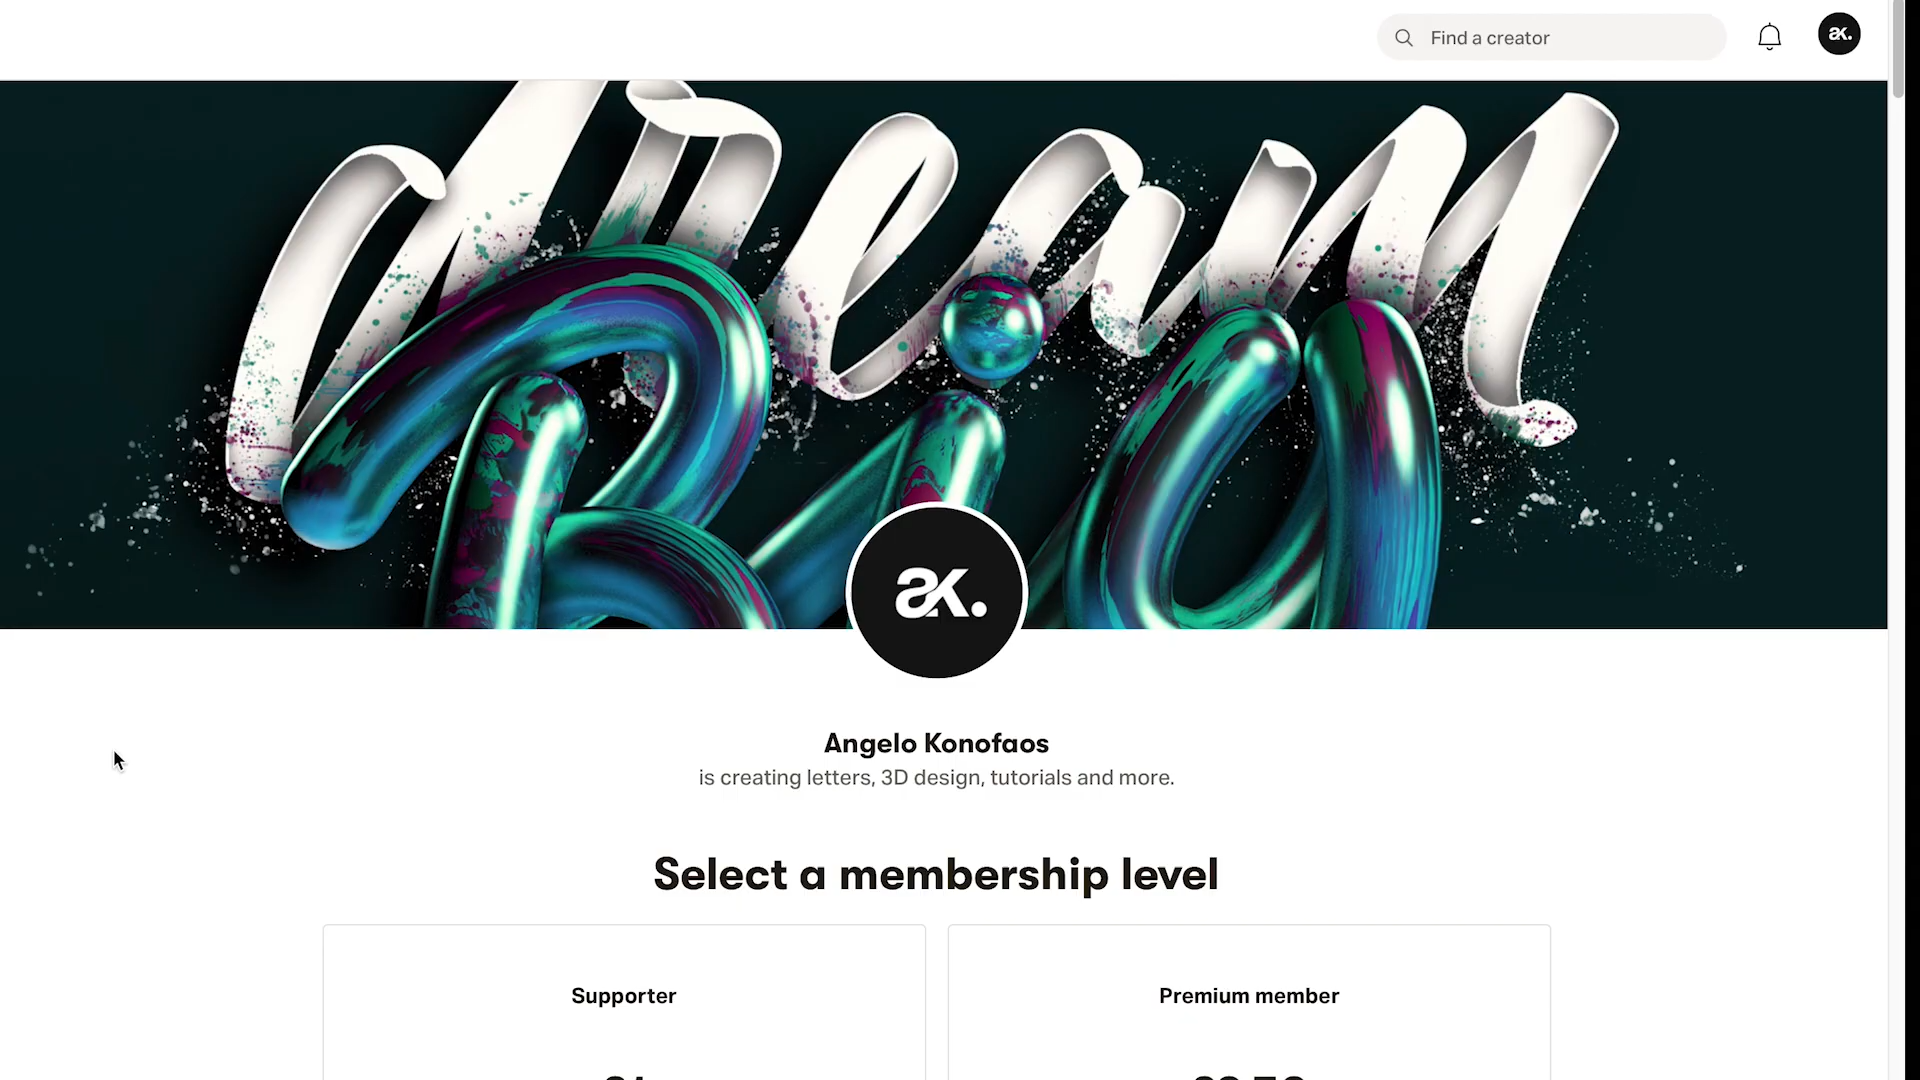 Find a creator
aK.
dream
Big
aK.
Angelo Konofaos
is creating letters, 3D design, tutorials and more.
Select a membership level
Supporter
Premium member